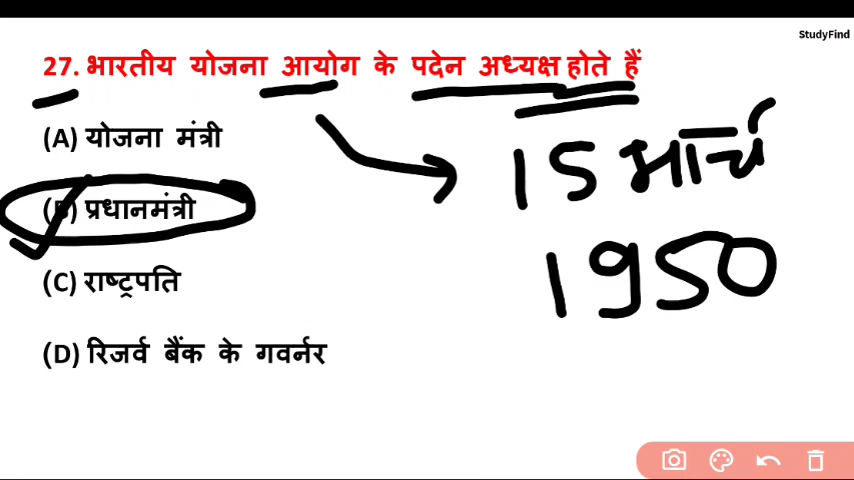 StudyFind
27. भारतीय योजना आयोग के पदेन अध्यक्ष होते हैं
(A) योजना मंत्री
15 मार्च
(B) प्रधानमंत्री
1950
(C) राष्ट्रपति
(D) रिजर्व बैंक के गवर्नर